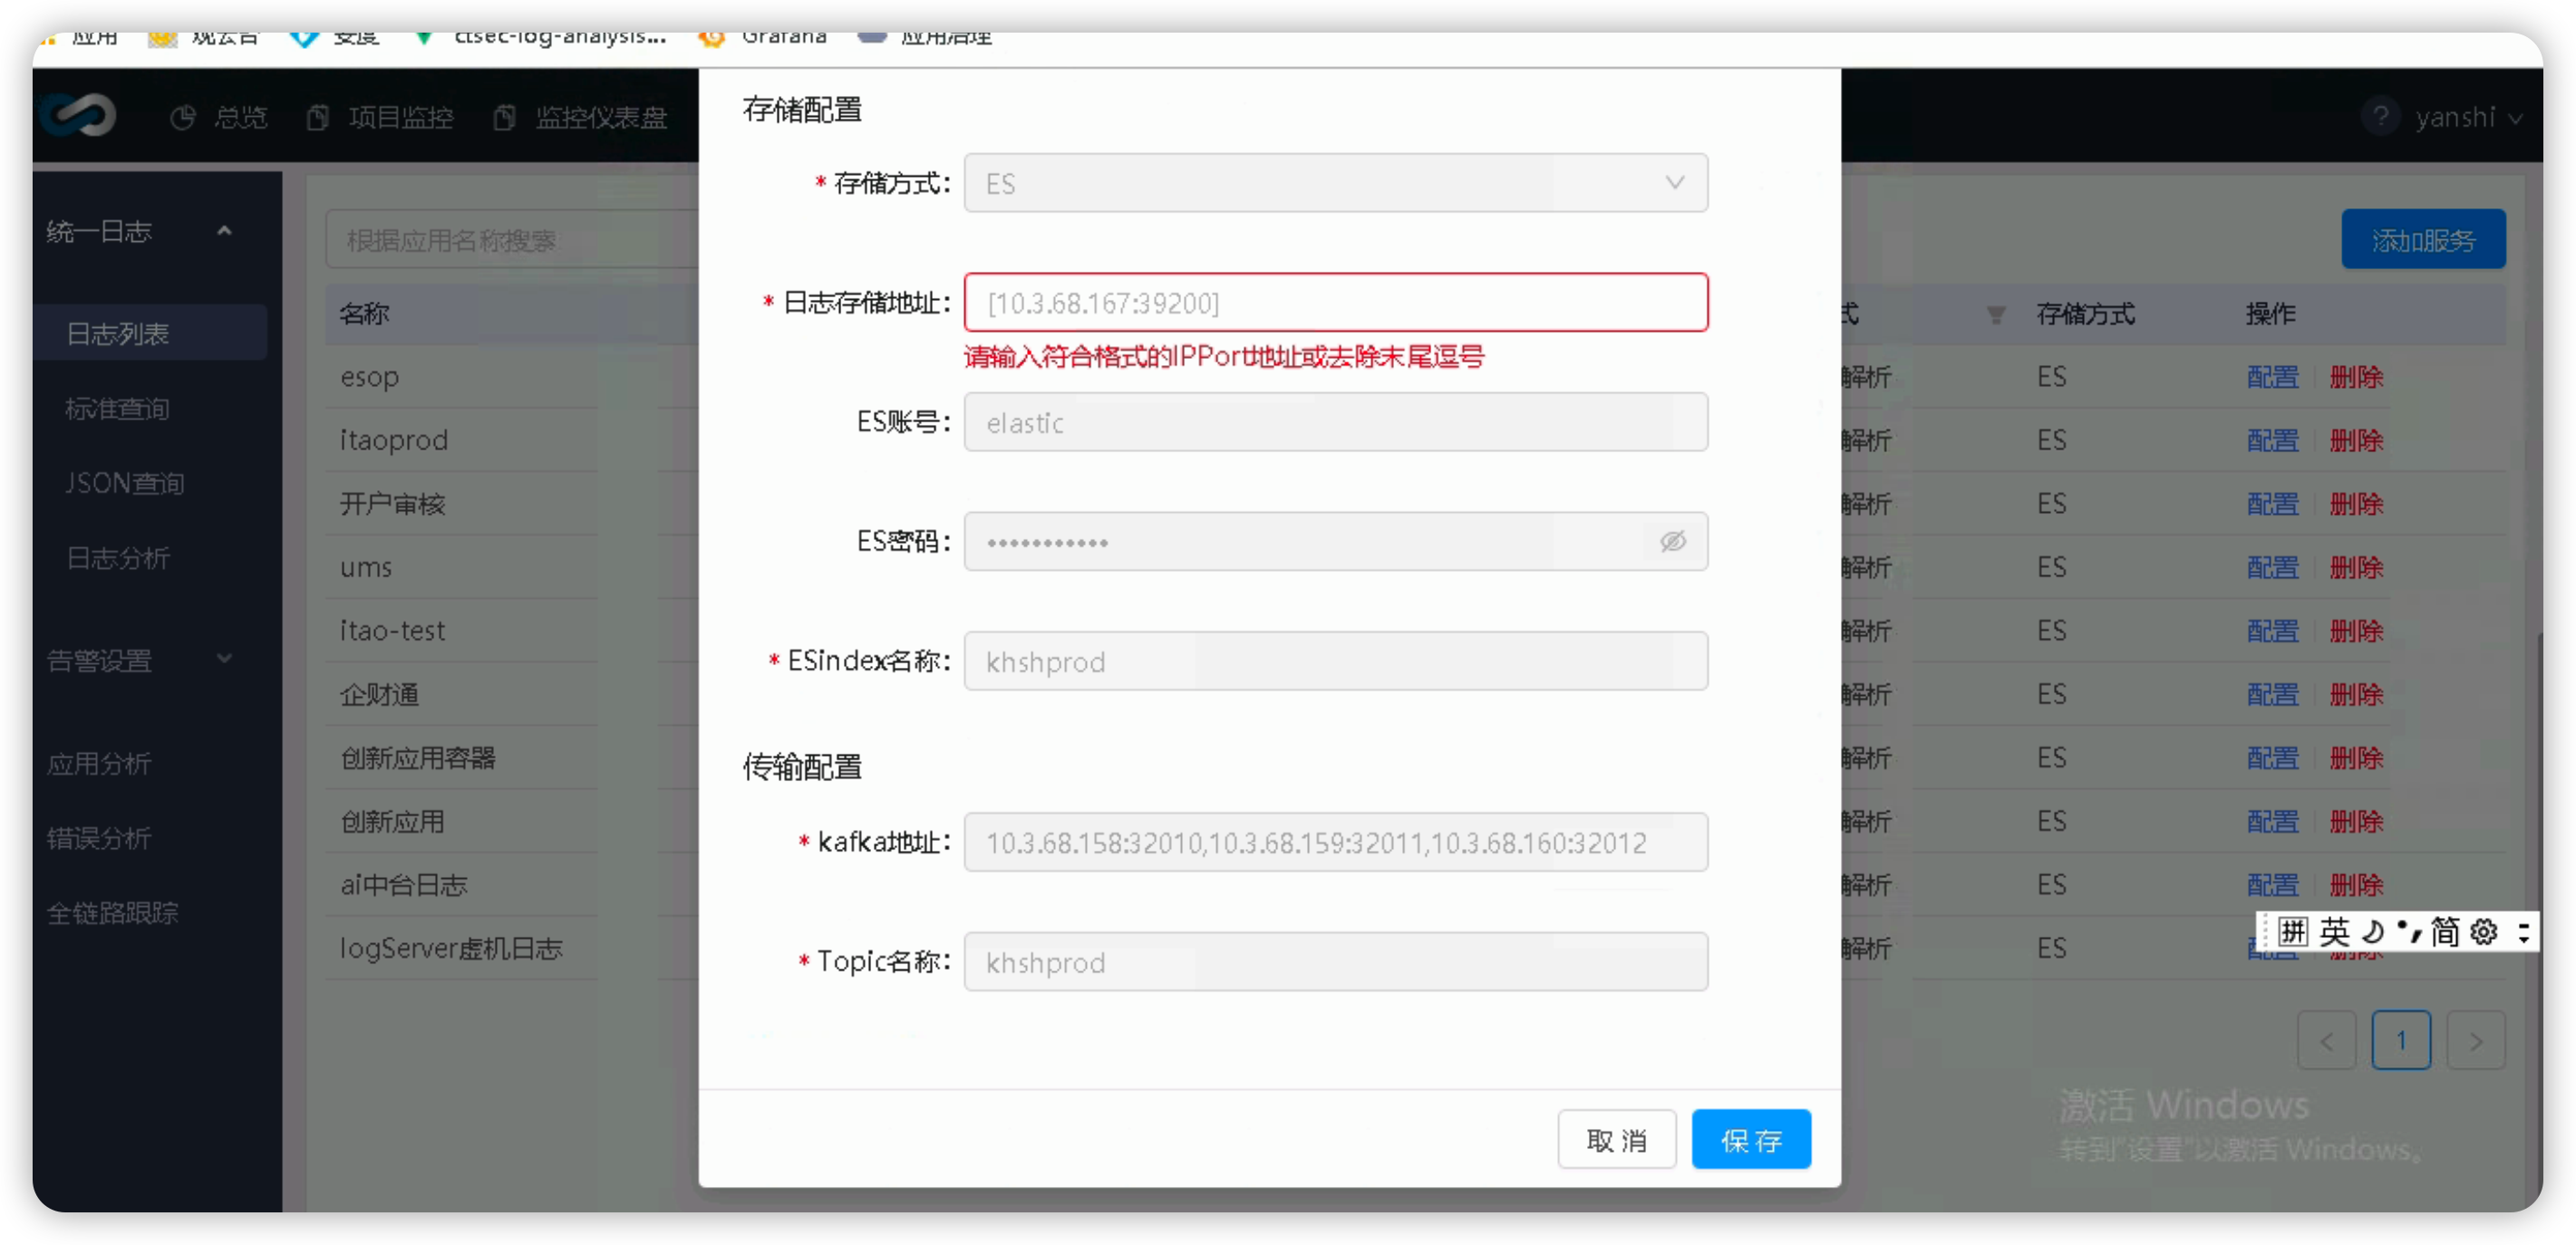 应用 观云台 安度 ctsec-log-analysis... Grafana 应用治理
总览 项目监控 监控仪表盘 ? yanshi
统一日志
日志列表
标准查询
JSON查询
日志分析
告警设置
应用分析
错误分析
全链路跟踪
根据应用名称搜索 添加服务
名称 式 存储方式 操作
esop 解析 ES 配置 删除
itaoprod 解析 ES 配置 删除
开户审核 解析 ES 配置 删除
ums 解析 ES 配置 删除
itao-test 解析 ES 配置 删除
企财通 解析 ES 配置 删除
创新应用容器 解析 ES 配置 删除
创新应用 解析 ES 配置 删除
ai中台日志 解析 ES 配置 删除
logServer虚机日志 解析 ES 配置 删除
存储配置
* 存储方式: ES
* 日志存储地址: [10.3.68.167:39200]
请输入符合格式的IPPort地址或去除末尾逗号
ES账号: elastic
ES密码: •••••••••••
* ESindex名称: khshprod
传输配置
* kafka地址: 10.3.68.158:32010,10.3.68.159:32011,10.3.68.160:32012
* Topic名称: khshprod
取 消 保 存
拼 英 简
< 1 >
激活 Windows
转到"设置"以激活 Windows。